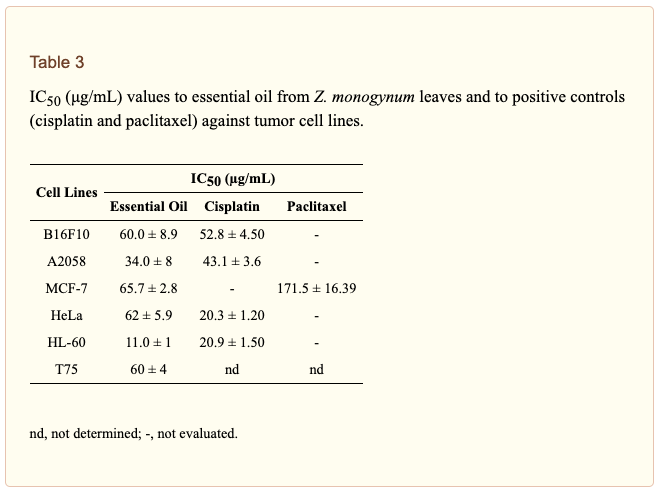 Table 3
IC50 (μg/mL) values to essential oil from Z. monogynum leaves and to positive controls
(cisplatin and paclitaxel) against tumor cell lines.
Cell Lines IC50 (μg/mL)
Essential Oil Cisplatin Paclitaxel
B16F10 60.0 ± 8.9 52.8 ± 4.50 -
A2058 34.0 ± 8 43.1 ± 3.6 -
MCF-7 65.7 ± 2.8 - 171.5 ± 16.39
HeLa 62 ± 5.9 20.3 ± 1.20 -
HL-60 11.0 ± 1 20.9 ± 1.50 -
T75 60 ± 4 nd nd
nd, not determined; -, not evaluated.